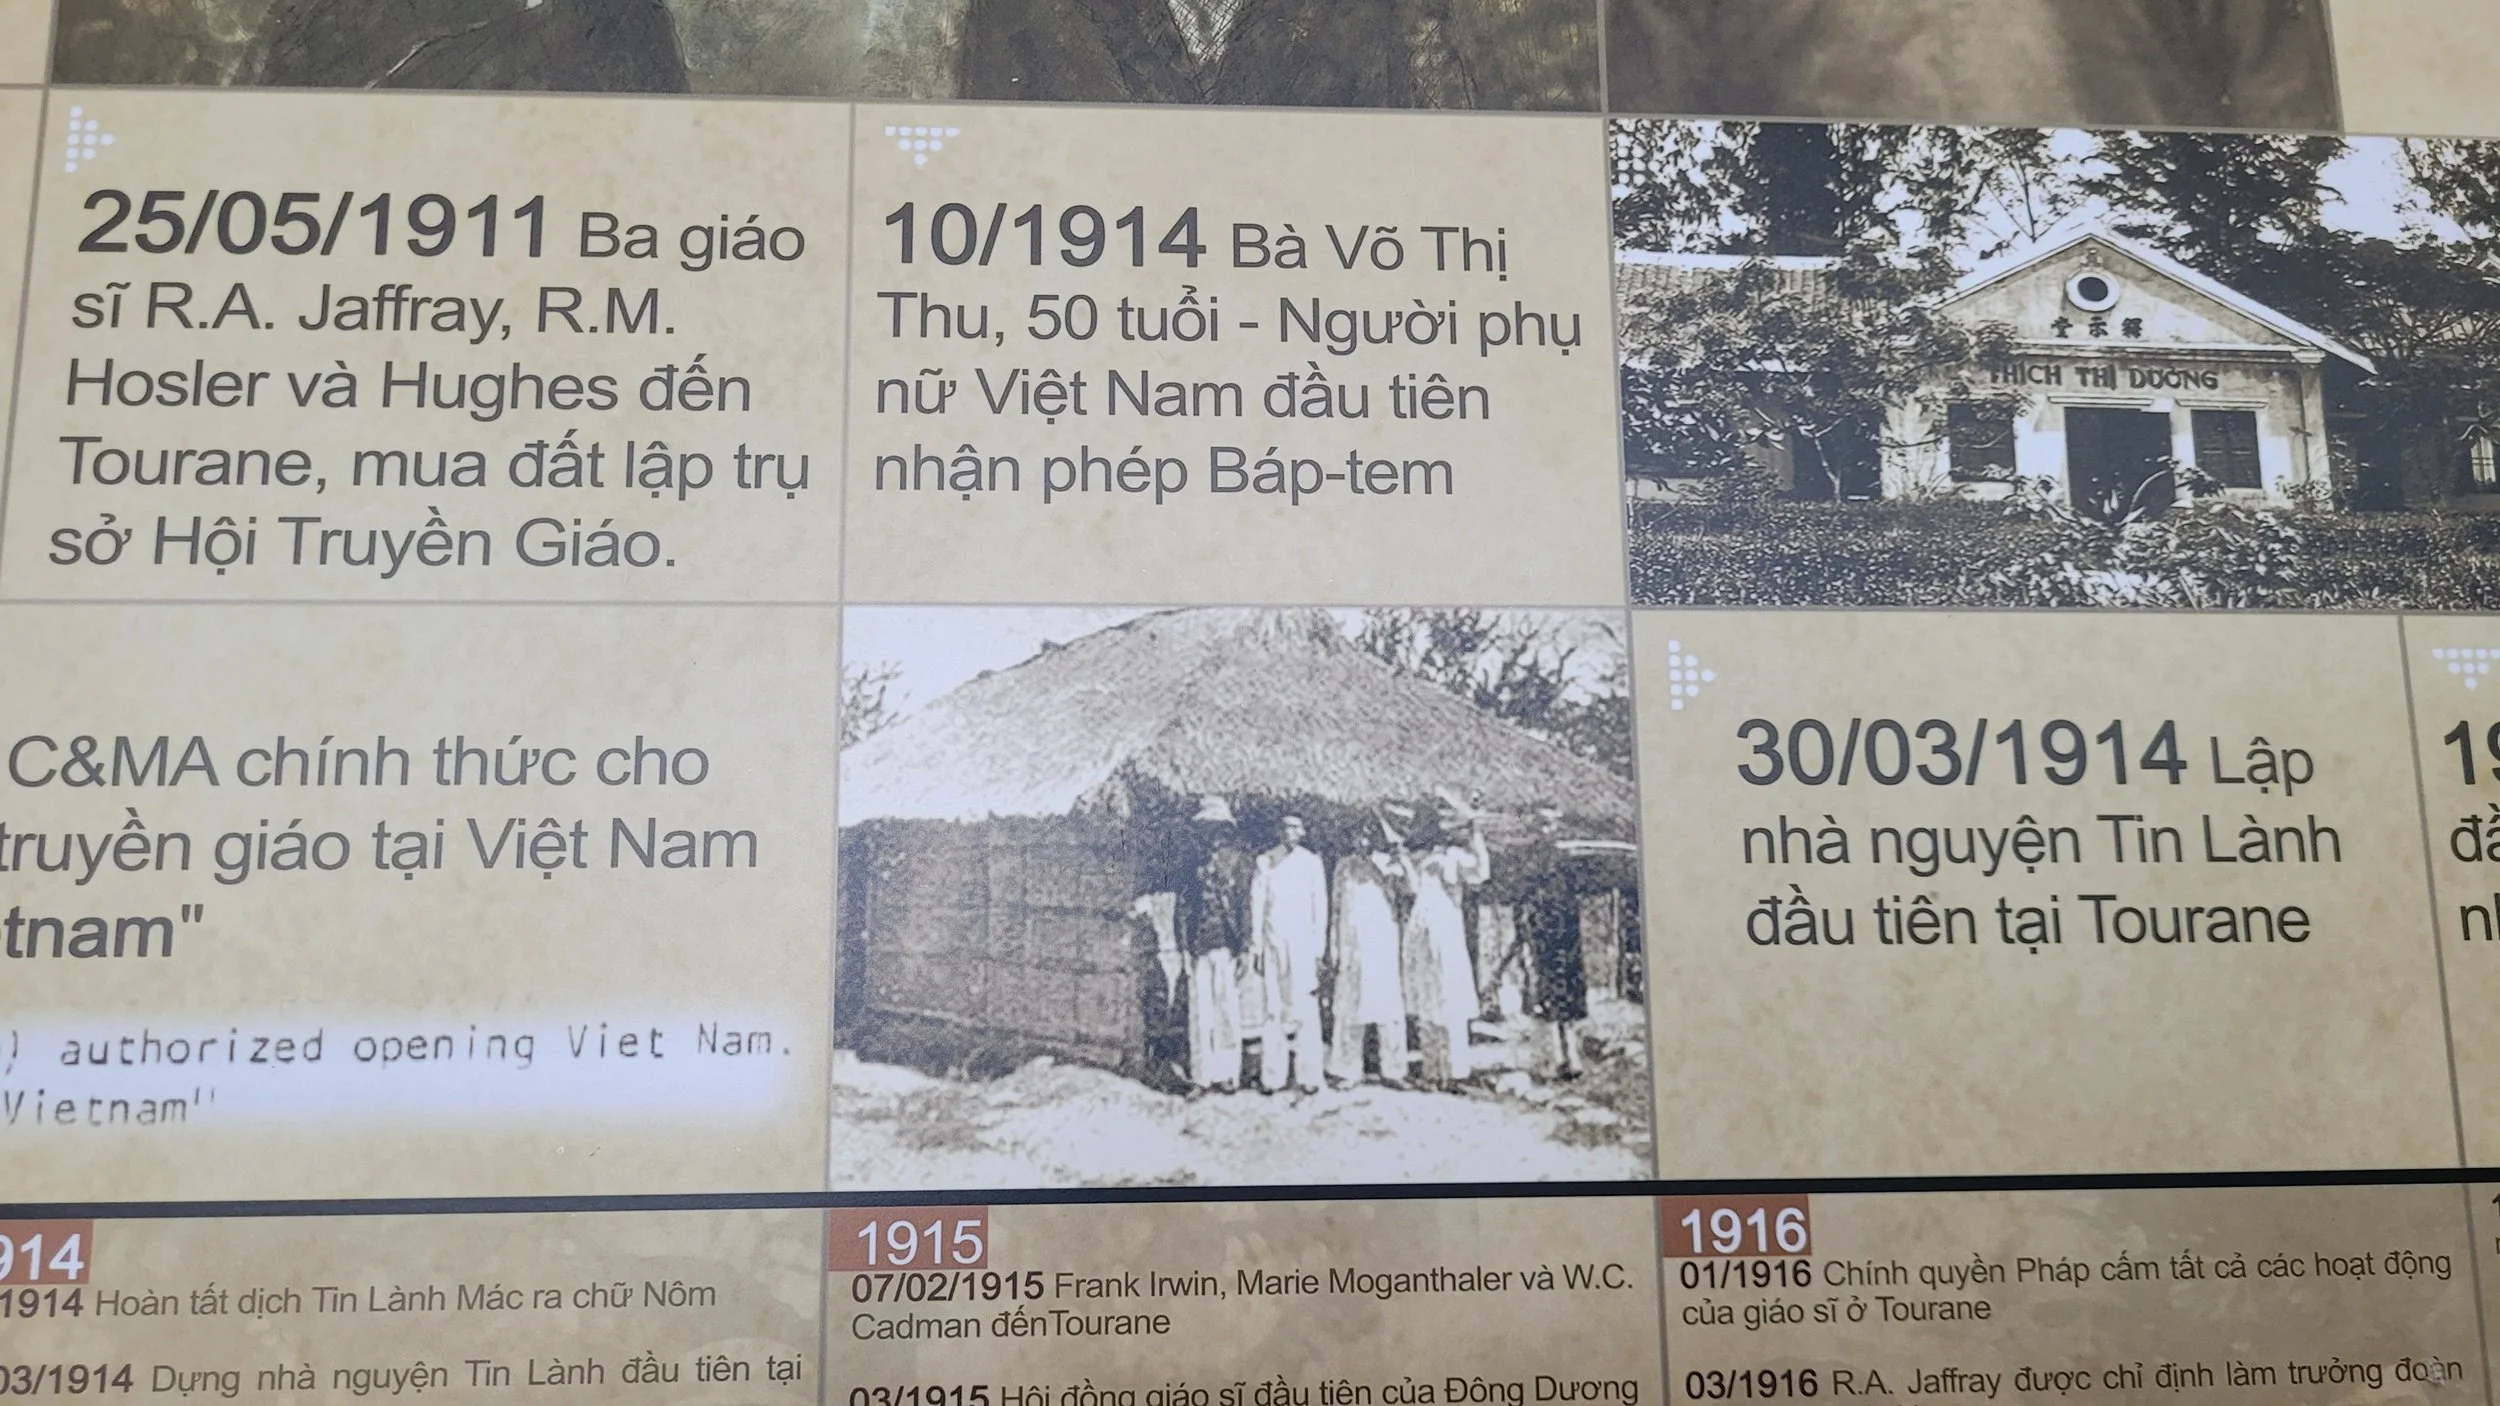 25/05/1911 Ba giáo
sĩ R.A. Jaffray, R.M.
Hosler và Hughes đến
Tourane, mua đất lập trụ
sở Hội Truyền Giáo.
10/1914 Bà Võ Thị
Thu, 50 tuổi - Người phụ
nữ Việt Nam đầu tiên
nhận phép Báp-tem
THÍCH THỊ DƯỜNG
C&MA chính thức cho
truyền giáo tại Việt Nam
tnam"
) authorized opening Viet Nam.
Vietnam"
30/03/1914 Lập
nhà nguyện Tin Lành
đầu tiên tại Tourane
914
1914 Hoàn tất dịch Tin Lành Mác ra chữ Nôm
03/1914 Dựng nhà nguyện Tin Lành đầu tiên tại
1915
07/02/1915 Frank Irwin, Marie Moganthaler và W.C.
Cadman đếnTourane
03/1915 Hội đồng giáo sĩ đầu tiên của Đông Dương
1916
01/1916 Chính quyền Pháp cấm tất cả các hoạt động
của giáo sĩ ở Tourane
03/1916 R.A. Jaffray được chỉ định làm trưởng đoàn